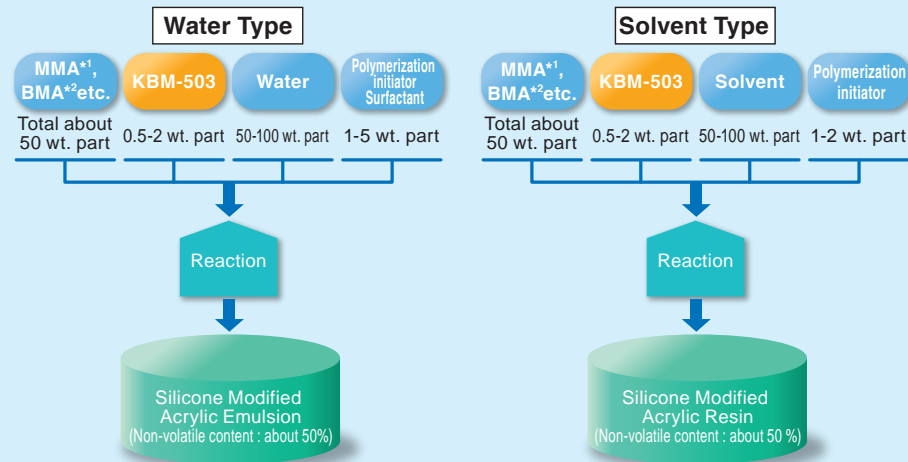 Water Type
MMA*1,
BMA*2etc.
KBM-503
Water
Polymerization
initiator
Surfactant
Total about
50 wt. part
0.5-2 wt. part
50-100 wt. part
1-5 wt. part
Reaction
Silicone Modified
Acrylic Emulsion
(Non-volatile content : about 50%)
Solvent Type
MMA*1,
BMA*2etc.
KBM-503
Solvent
Polymerization
initiator
Total about
50 wt. part
0.5-2 wt. part
50-100 wt. part
1-2 wt. part
Reaction
Silicone Modified
Acrylic Resin
(Non-volatile content : about 50 %)